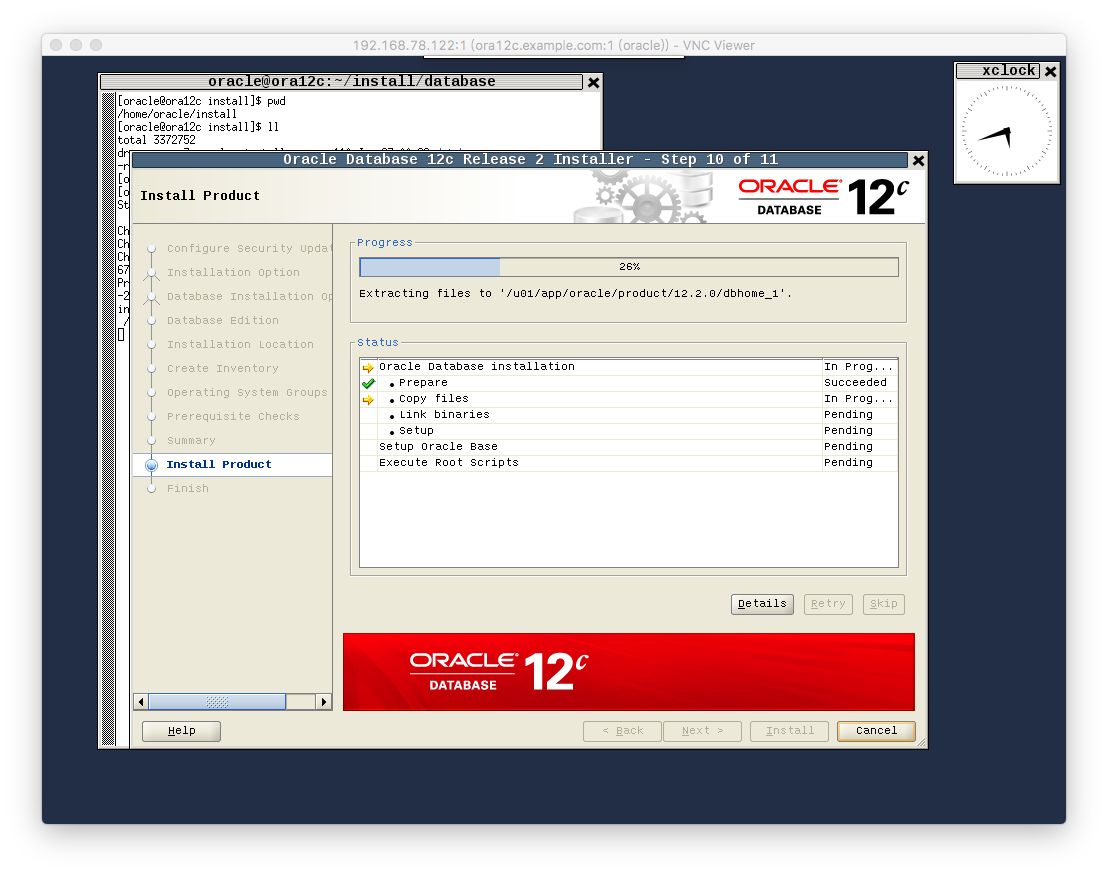 192.168.78.122:1 (ora12c.example.com:1 (oracle)) - VNC Viewer
oracle@ora12c:~/install/database
xclock
[oracle@ora12c install]$ pwd
/home/oracle/install
[oracle@ora12c install]$ ll
total 3372752
Oracle Database 12c Release 2 Installer - Step 10 of 11
Install Product
ORACLE
DATABASE
12c
Configure Security Updat
Installation Option
Database Installation Op
Database Edition
Installation Location
Create Inventory
Operating System Groups
Prerequisite Checks
Summary
Install Product
Finish
Progress
26%
Extracting files to '/u01/app/oracle/product/12.2.0/dbhome_1'.
Status
Oracle Database installation In Prog...
• Prepare Succeeded
• Copy files In Prog...
• Link binaries Pending
• Setup Pending
Setup Oracle Base Pending
Execute Root Scripts Pending
Details Retry Skip
ORACLE
DATABASE
12c
Help < Back Next > Install Cancel